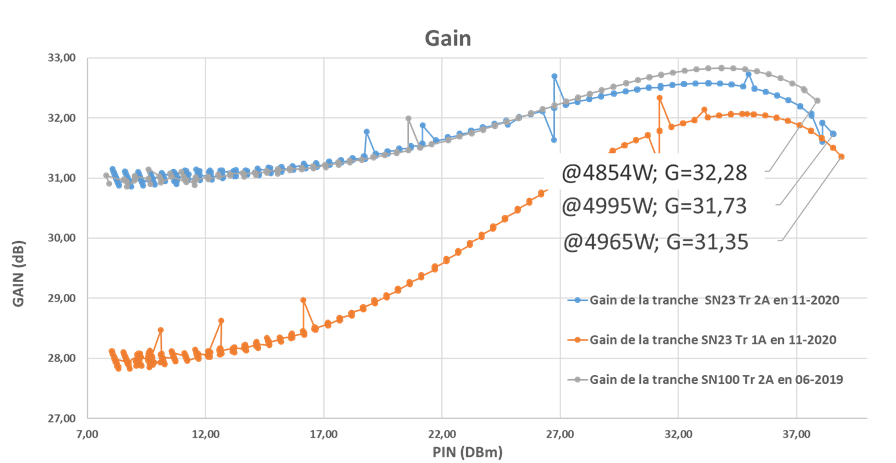 Gain
33,00
32,00
31,00
30,00
29,00
28,00
27,00
GAIN (dB)
@4854W; G=32,28
@4995W; G=31,73
@4965W; G=31,35
Gain de la tranche SN23 Tr 2A en 11-2020
Gain de la tranche SN23 Tr 1A en 11-2020
Gain de la tranche SN100 Tr 2A en 06-2019
7,00 12,00 17,00 22,00 27,00 32,00 37,00
PIN (DBm)